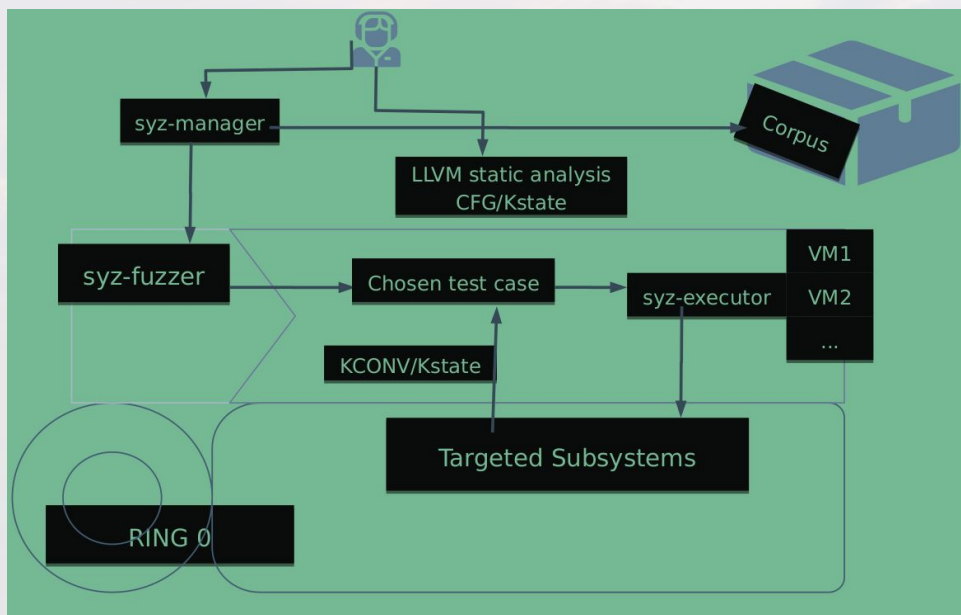 syz-manager
Corpus
LLVM static analysis
CFG/Kstate
syz-fuzzer
Chosen test case
syz-executor
VM1
VM2
...
KCONV/Kstate
Targeted Subsystems
RING 0